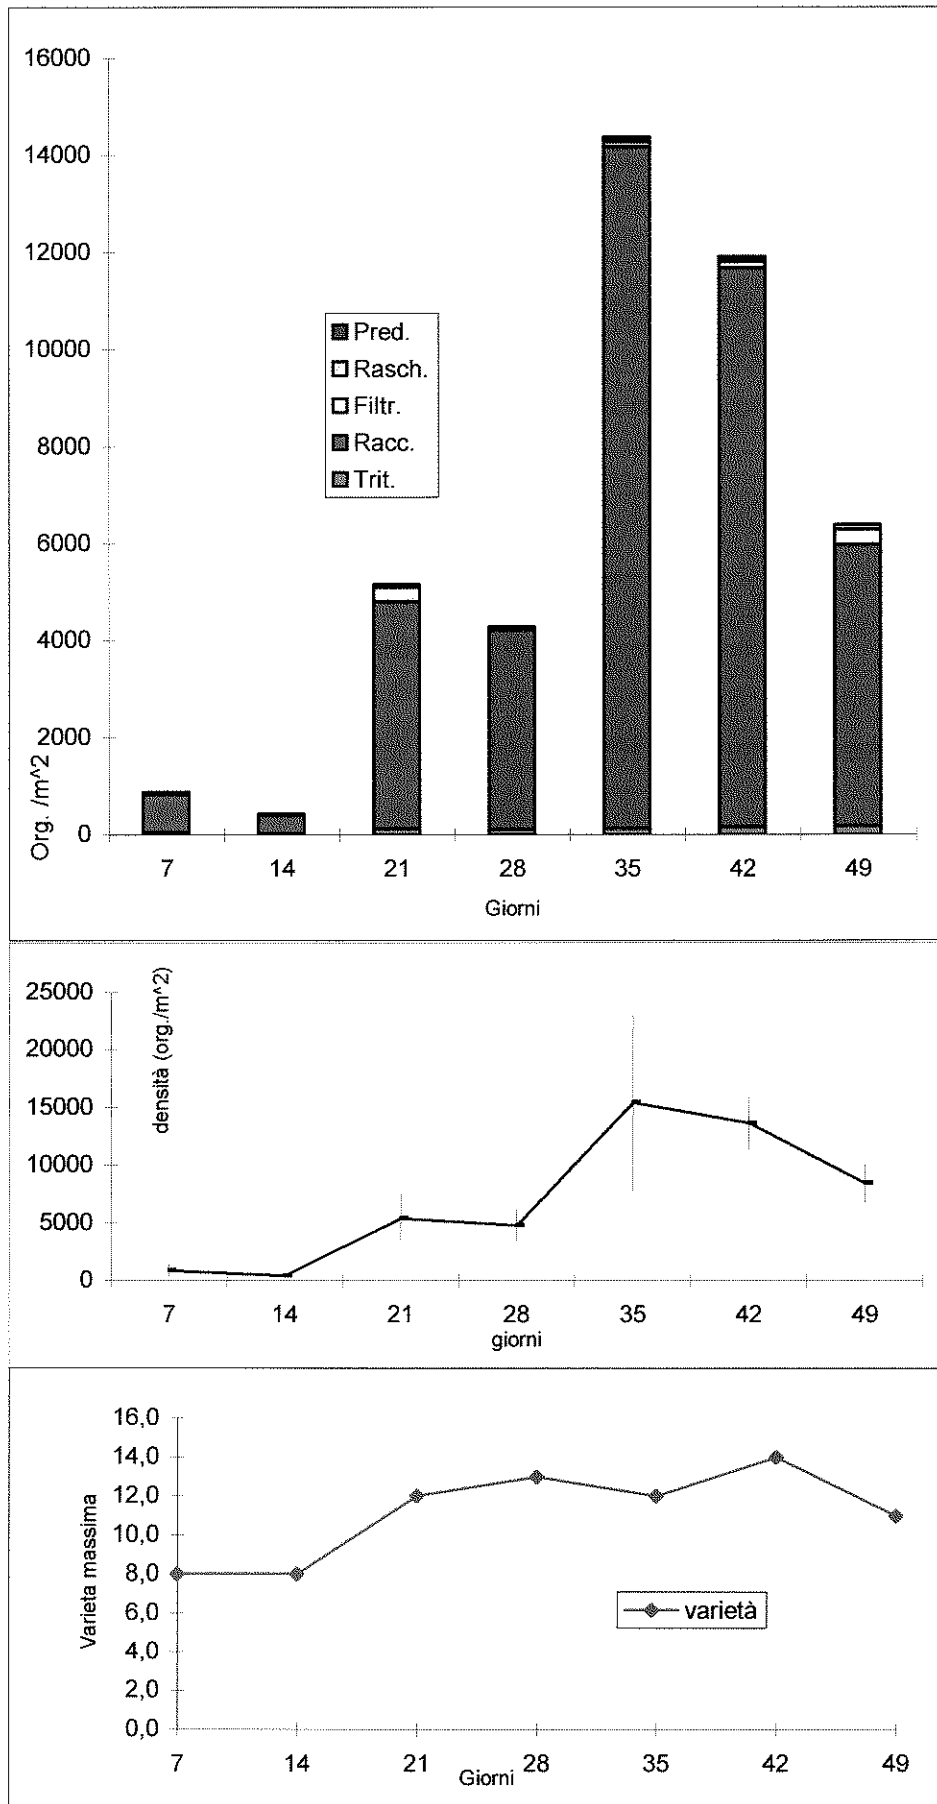 16000
14000
12000
10000
8000
6000
4000
2000
0
Org. /m^2
Pred.
Rasch.
Filtr.
Racc.
Trit.
7 14 21 28 35 42 49
Giorni
25000
20000
15000
10000
5000
0
densità (org./m^2)
7 14 21 28 35 42 49
giorni
16,0
14,0
12,0
10,0
8,0
6,0
4,0
2,0
0,0
Varieta massima
varietà
7 14 21 28 35 42 49
Giorni